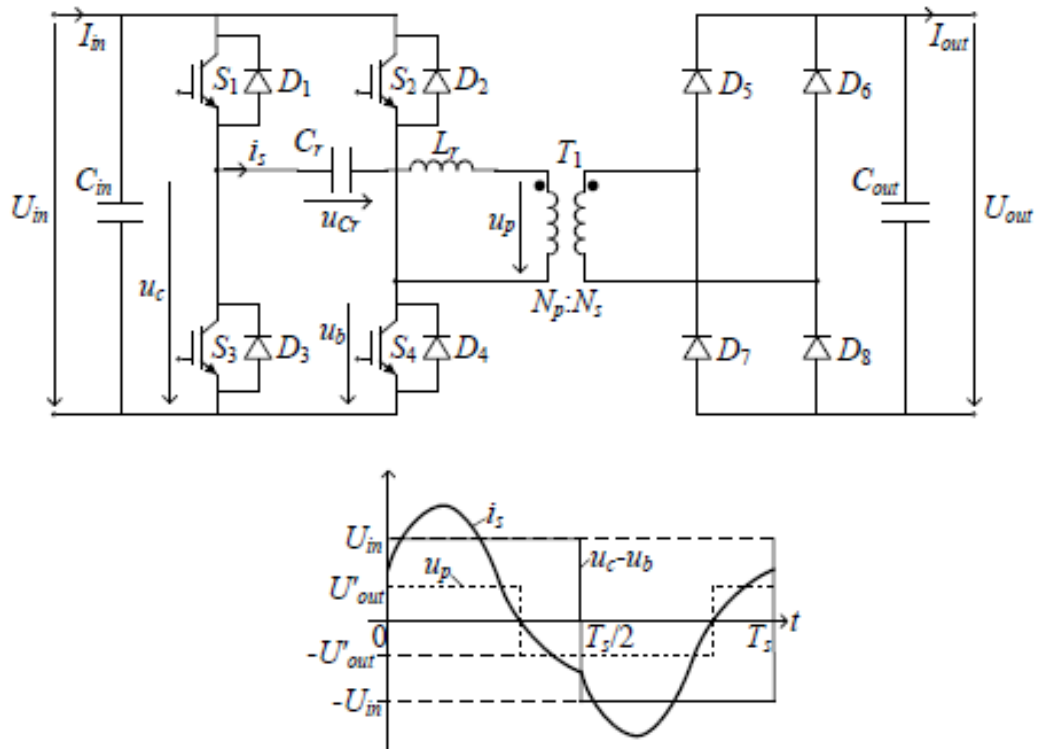 I_in
I_out
S_1 D_1 S_2 D_2
D_5 D_6
C_r L_r T_1
i_s
C_in C_out
U_in U_out
u_Cr u_p
u_c
N_p:N_s
u_b
S_3 D_3 S_4 D_4
D_7 D_8
i_s
U_in
u_p u_c-u_b
U'_out
0 T_s/2 T_s t
-U'_out
-U_in